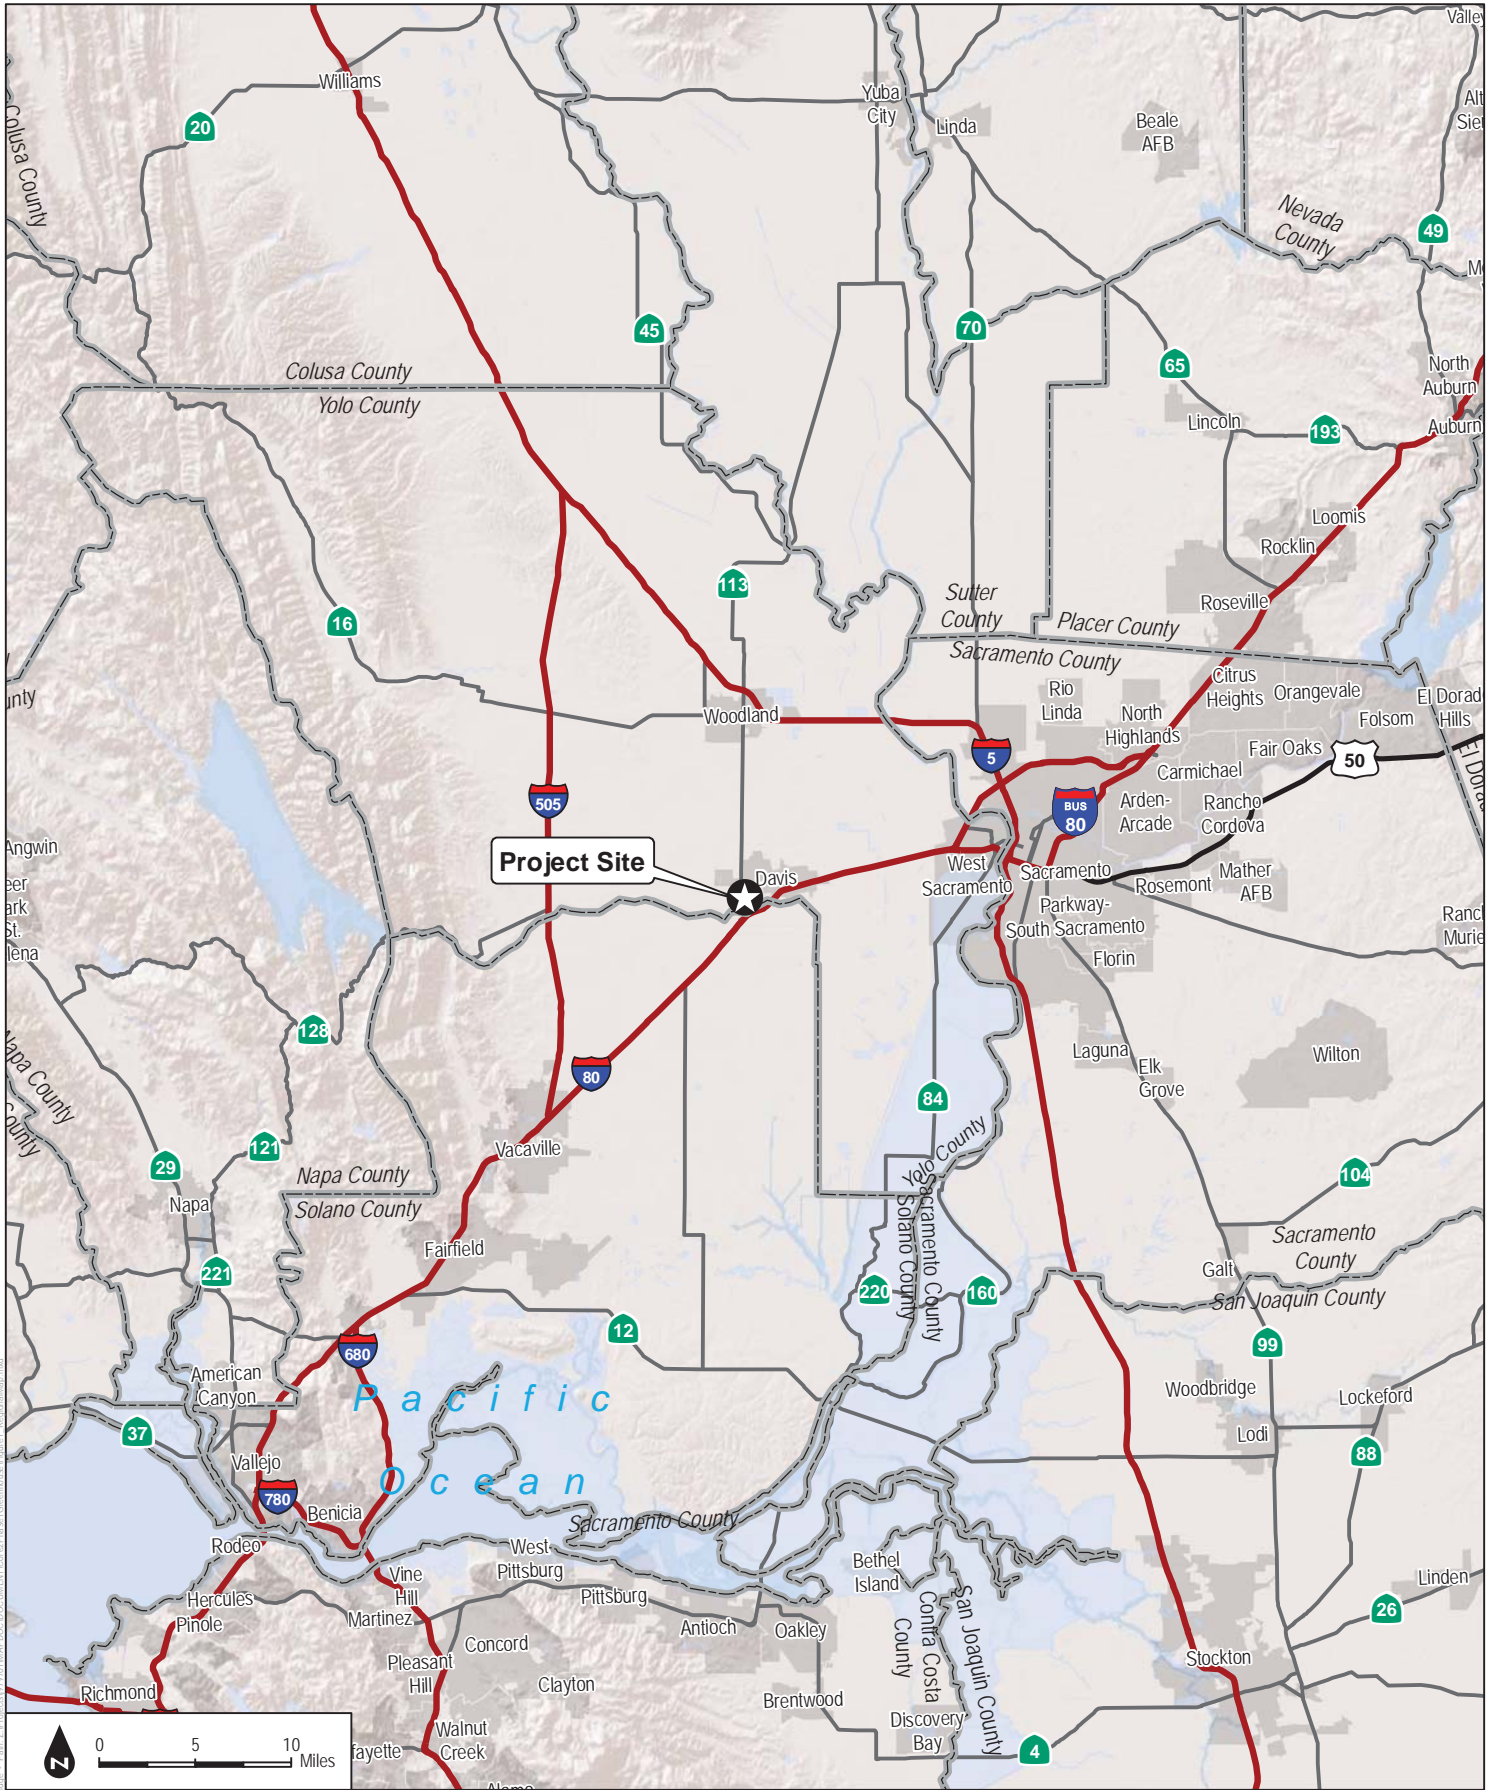 Williams
20
Colusa County
Yuba
City
Linda
Beale
AFB
Nevada
County
49
45
70
65
Colusa County
Yolo County
North
Auburn
Auburn
Lincoln
193
Loomis
Rocklin
Roseville
113
16
Sutter
County
Placer County
Sacramento County
Citrus
Heights
Orangevale
Folsom
Hills
Rio
Linda
North
Highlands
Woodland
5
Fair Oaks
50
Carmichael
505
BUS
80
Arden-
Arcade
Rancho
Cordova
Angwin
Project Site
Davis
West
Sacramento
Sacramento
Rosemont
Mather
AFB
Parkway-
South Sacramento
Florin
St.
128
Laguna
Elk
Grove
Wilton
80
84
Napa County
County
Vacaville
121
29
Napa
Napa County
Solano County
Yolo County
Solano County
Sacramento County
104
Sacramento
County
Fairfield
221
220
160
Galt
San Joaquin County
12
680
99
American
Canyon
Pacific
Ocean
Woodbridge
Lockeford
37
Lodi
88
Vallejo
780
Benicia
Sacramento County
Rodeo
West
Pittsburg
Bethel
Island
Vine
Hill
Hercules
Pinole
Martinez
Pittsburg
Antioch
Oakley
Linden
26
Concord
Pleasant
Hill
Clayton
Contra Costa
County
San Joaquin County
Stockton
Richmond
Brentwood
Discovery
Bay
4
Walnut
Creek
N
0 5 10
Miles